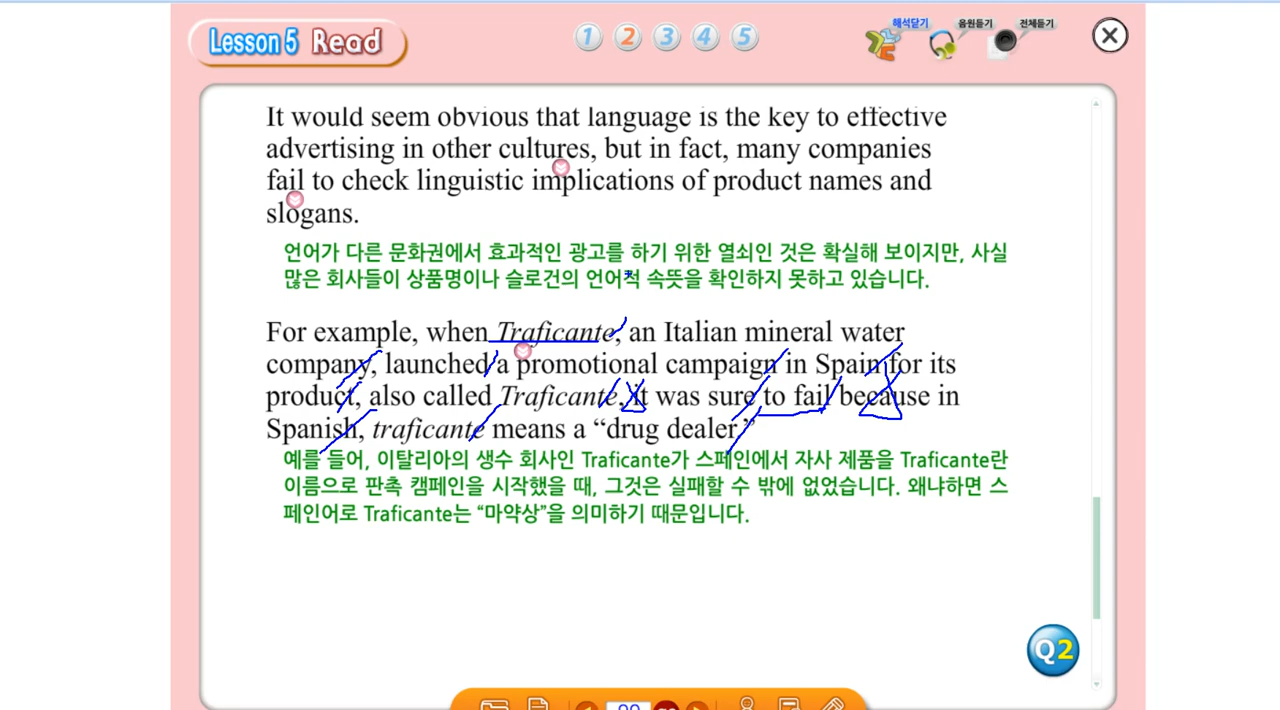 해석닫기 음원듣기 전체듣기
Lesson 5 Read 1 2 3 4 5
It would seem obvious that language is the key to effective
advertising in other cultures, but in fact, many companies
fail to check linguistic implications of product names and
slogans.
언어가 다른 문화권에서 효과적인 광고를 하기 위한 열쇠인 것은 확실해 보이지만, 사실
많은 회사들이 상품명이나 슬로건의 언어적 속뜻을 확인하지 못하고 있습니다.
For example, when Traficante, an Italian mineral water
company, launched a promotional campaign in Spain for its
product, also called Traficante, it was sure to fail because in
Spanish, traficante means a “drug dealer.”
예를 들어, 이탈리아의 생수 회사인 Traficante가 스페인에서 자사 제품을 Traficante란
이름으로 판촉 캠페인을 시작했을 때, 그것은 실패할 수 밖에 없었습니다. 왜냐하면 스
페인어로 Traficante는 “마약상”을 의미하기 때문입니다.
Q2